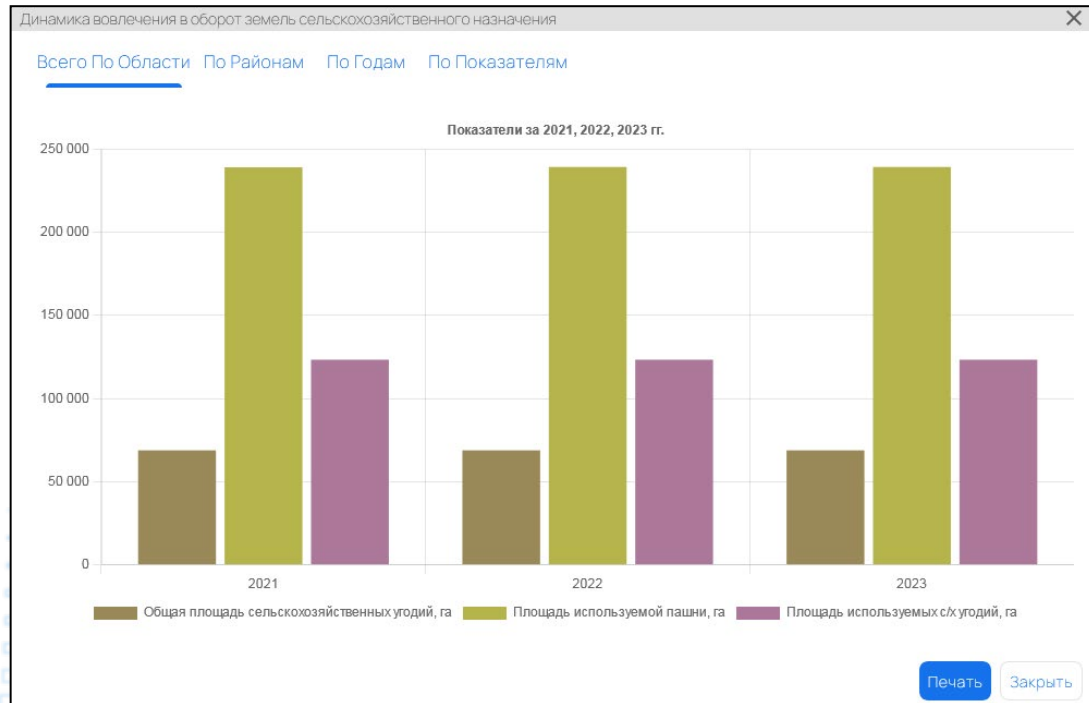 Динамика вовлечения в оборот земель сельскохозяйственного назначения
Всего По Области По Районам По Годам По Показателям
Показатели за 2021, 2022, 2023 гг.
250 000
200 000
150 000
100 000
50 000
0
2021 2022 2023
Общая площадь сельскохозяйственных угодий, га Площадь используемой пашни, га Площадь используемых с/х угодий, га
Печать Закрыть